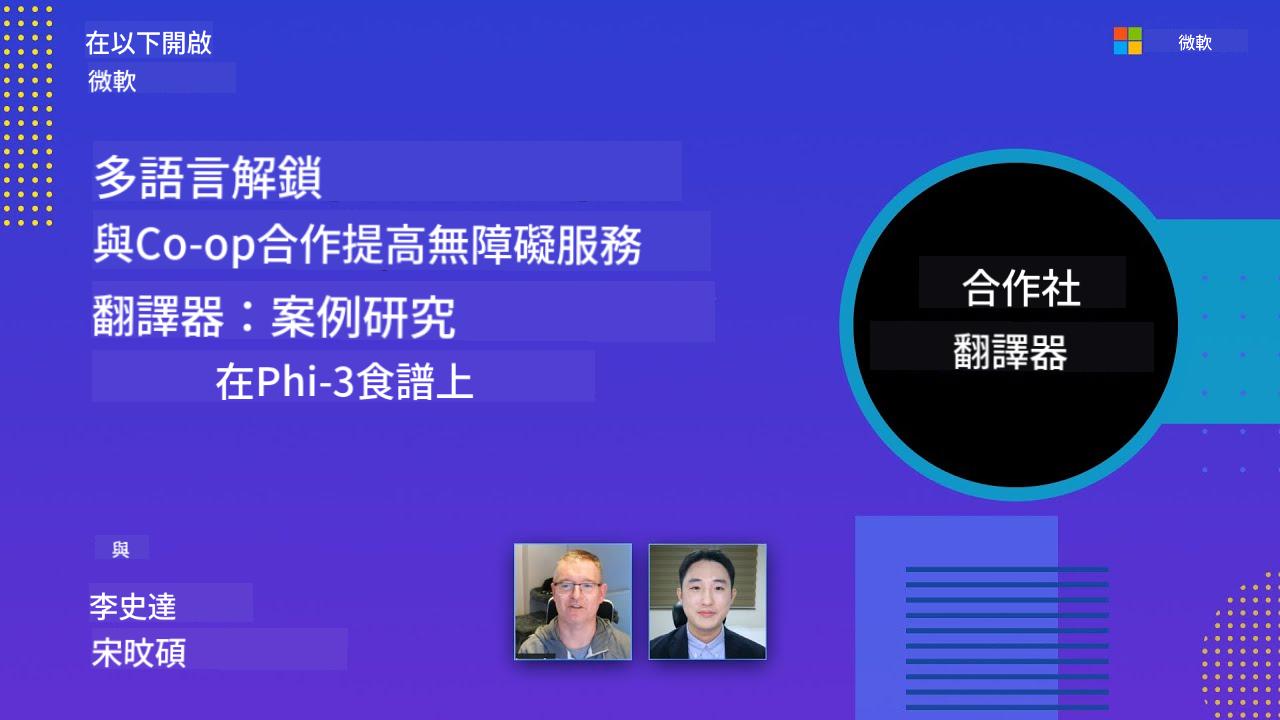 在以下開啟
微軟
微軟
多語言解鎖
與Co-op合作提高無障礙服務
翻譯器：案例研究
在Phi-3食譜上
合作社
翻譯器
與
李史達
宋旼碩